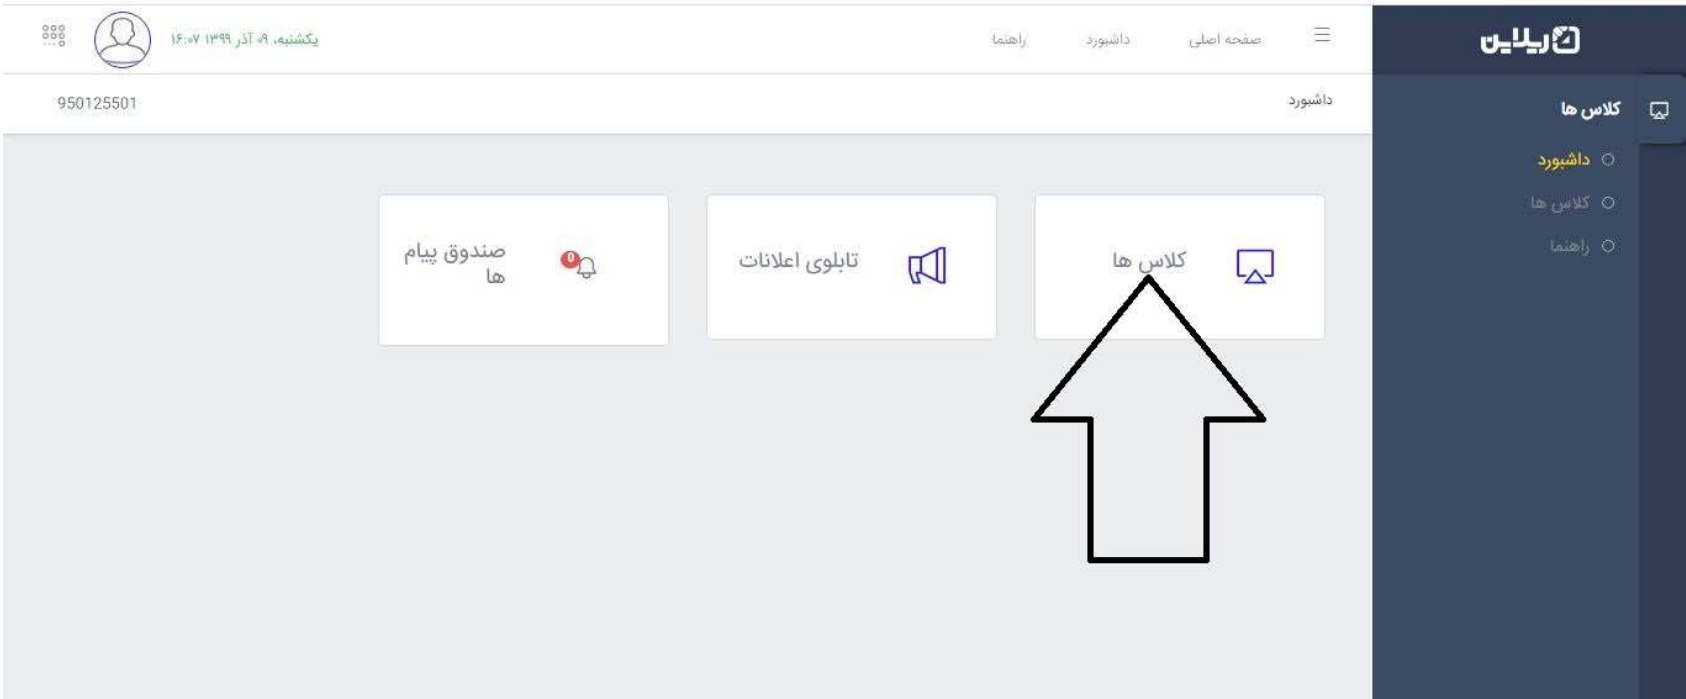 ریلاین
صفحه اصلی
داشبورد
راهنما
یکشنبه، ۰۹ آذر ۱۳۹۹ ۱۶:۰۷
داشبورد
950125501
کلاس ها
داشبورد
کلاس ها
راهنما
کلاس ها
تابلوی اعلانات
0
صندوق پیام
ها